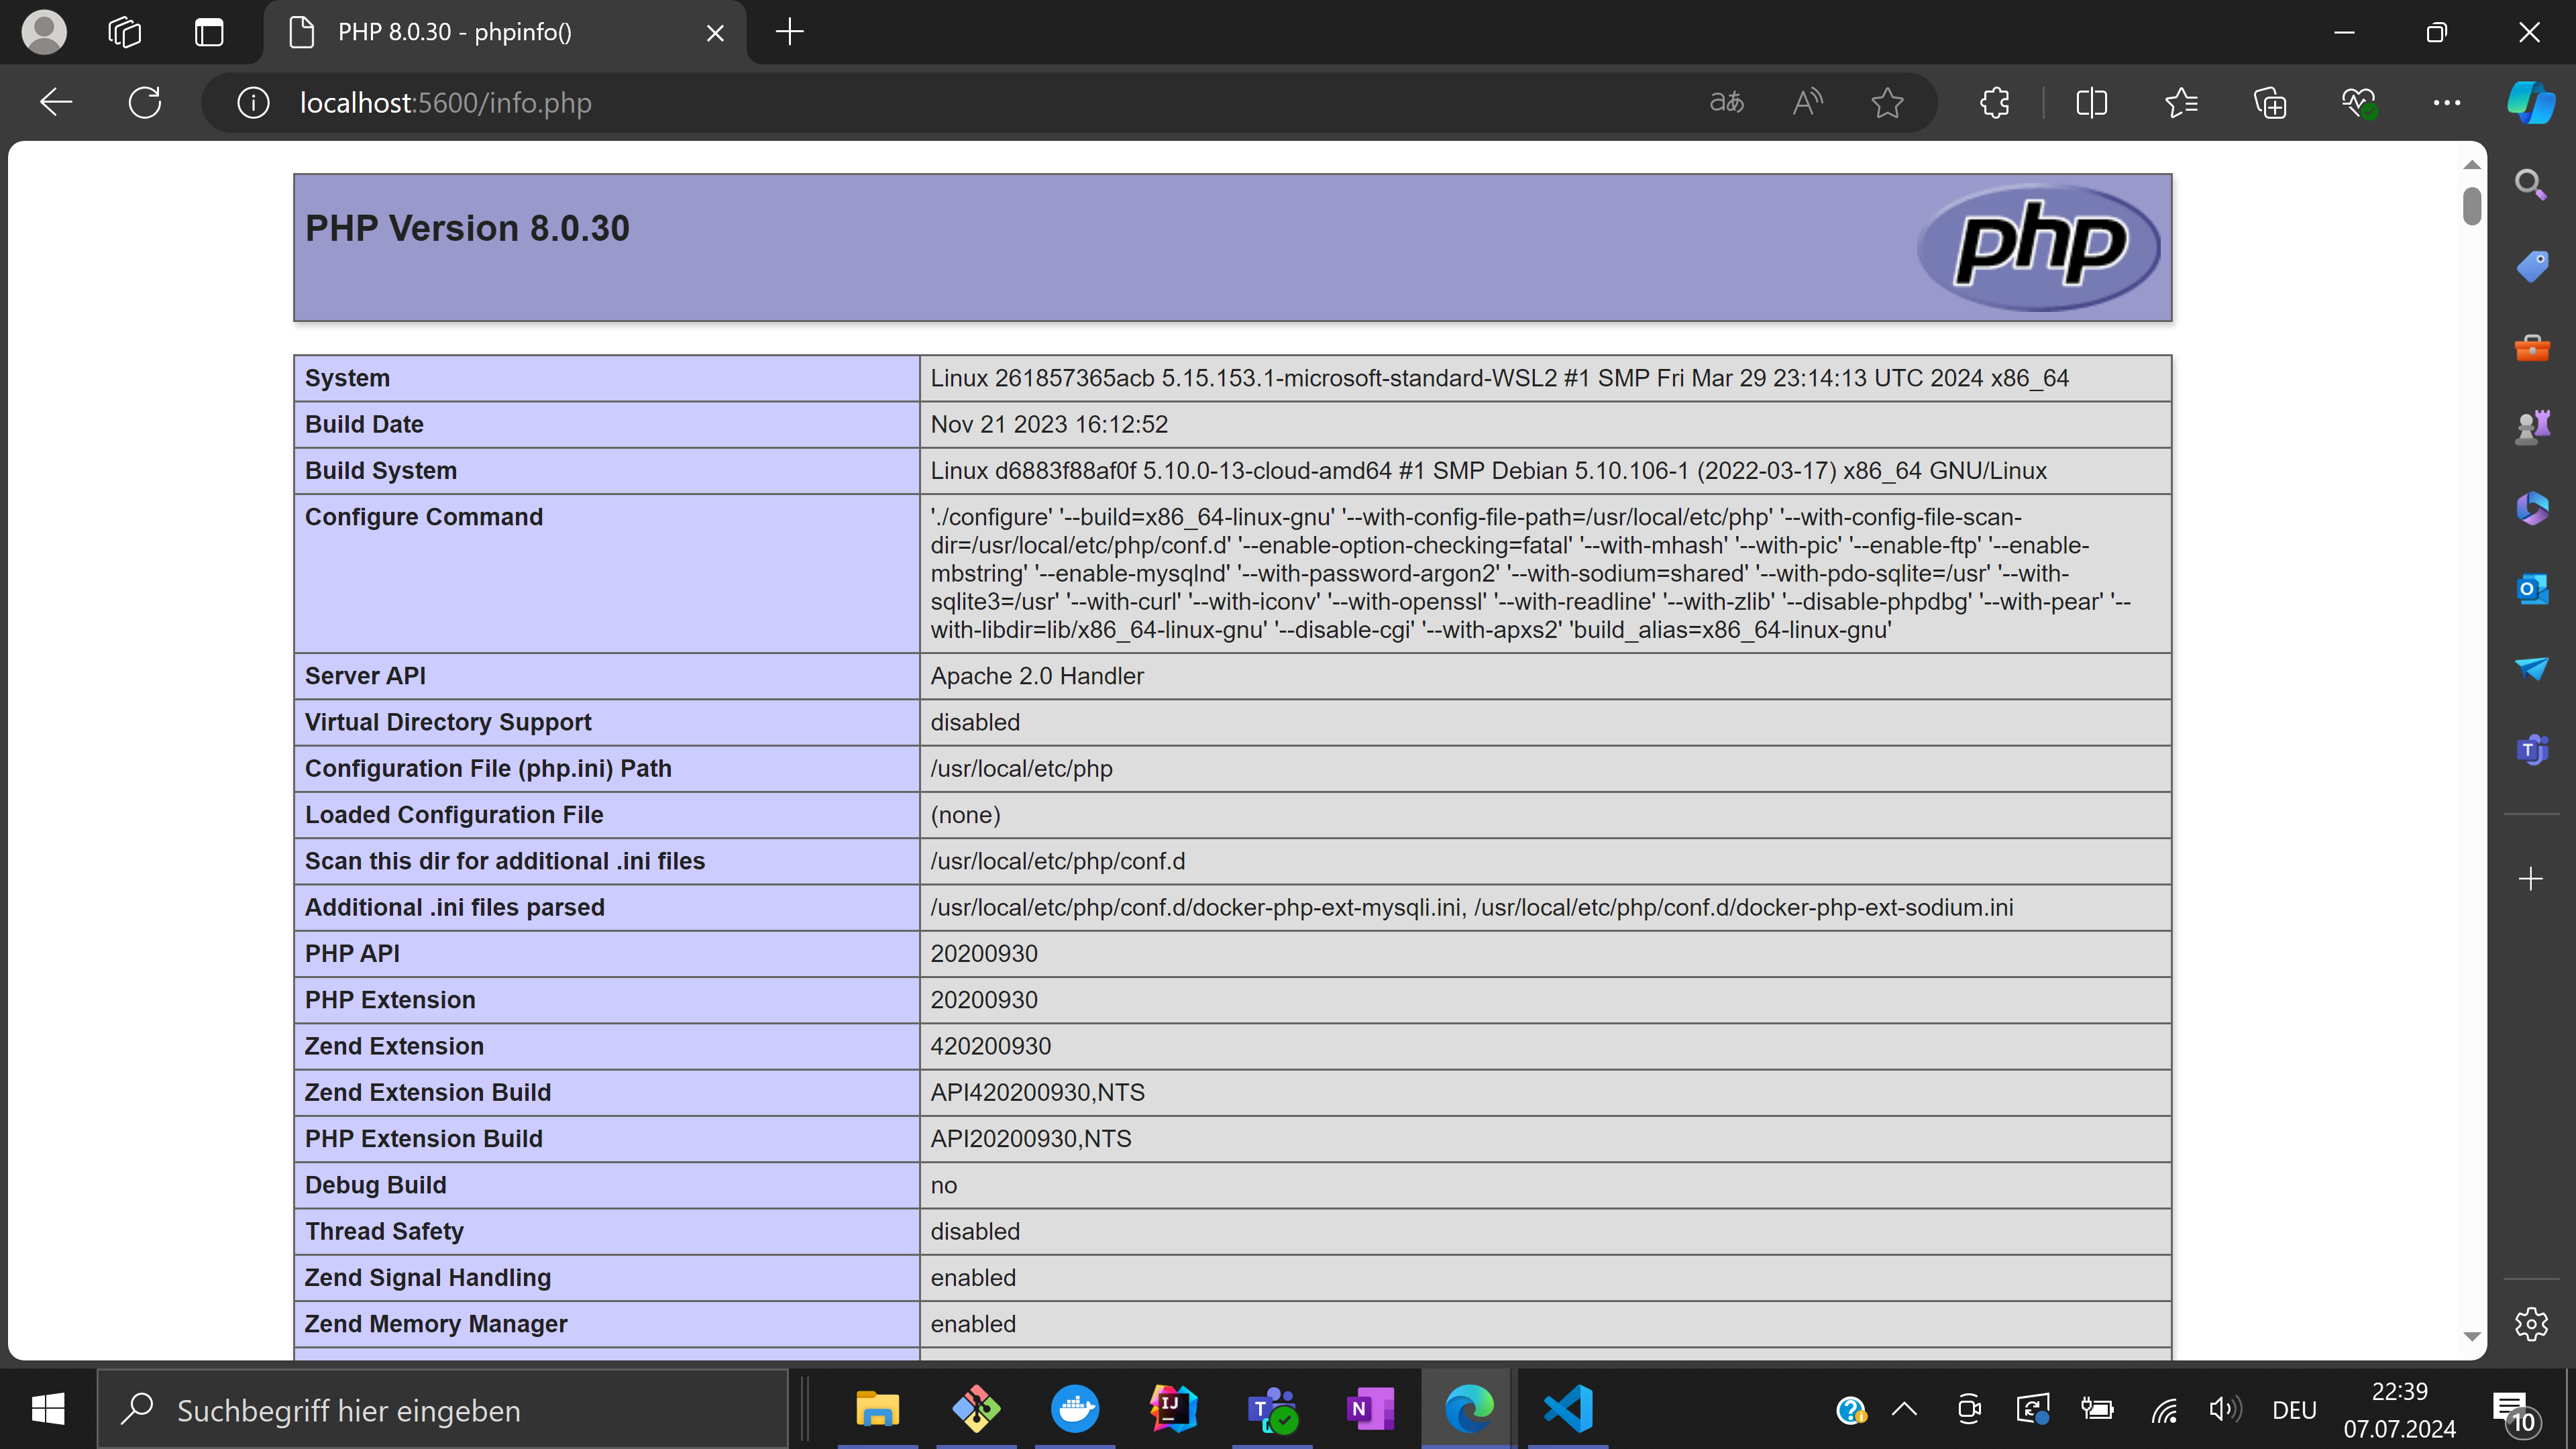 PHP 8.0.30 - phpinfo()
localhost:5600/info.php
aあ
PHP Version 8.0.30
php
System Linux 261857365acb 5.15.153.1-microsoft-standard-WSL2 #1 SMP Fri Mar 29 23:14:13 UTC 2024 x86_64
Build Date Nov 21 2023 16:12:52
Build System Linux d6883f88af0f 5.10.0-13-cloud-amd64 #1 SMP Debian 5.10.106-1 (2022-03-17) x86_64 GNU/Linux
Configure Command './configure' '--build=x86_64-linux-gnu' '--with-config-file-path=/usr/local/etc/php' '--with-config-file-scan-
dir=/usr/local/etc/php/conf.d' '--enable-option-checking=fatal' '--with-mhash' '--with-pic' '--enable-ftp' '--enable-
mbstring' '--enable-mysqlnd' '--with-password-argon2' '--with-sodium=shared' '--with-pdo-sqlite=/usr' '--with-
sqlite3=/usr' '--with-curl' '--with-iconv' '--with-openssl' '--with-readline' '--with-zlib' '--disable-phpdbg' '--with-pear' '--
with-libdir=lib/x86_64-linux-gnu' '--disable-cgi' '--with-apxs2' 'build_alias=x86_64-linux-gnu'
Server API Apache 2.0 Handler
Virtual Directory Support disabled
Configuration File (php.ini) Path /usr/local/etc/php
Loaded Configuration File (none)
Scan this dir for additional .ini files /usr/local/etc/php/conf.d
Additional .ini files parsed /usr/local/etc/php/conf.d/docker-php-ext-mysqli.ini, /usr/local/etc/php/conf.d/docker-php-ext-sodium.ini
PHP API 20200930
PHP Extension 20200930
Zend Extension 420200930
Zend Extension Build API420200930,NTS
PHP Extension Build API20200930,NTS
Debug Build no
Thread Safety disabled
Zend Signal Handling enabled
Zend Memory Manager enabled
Suchbegriff hier eingeben
DEU
22:39
07.07.2024
10